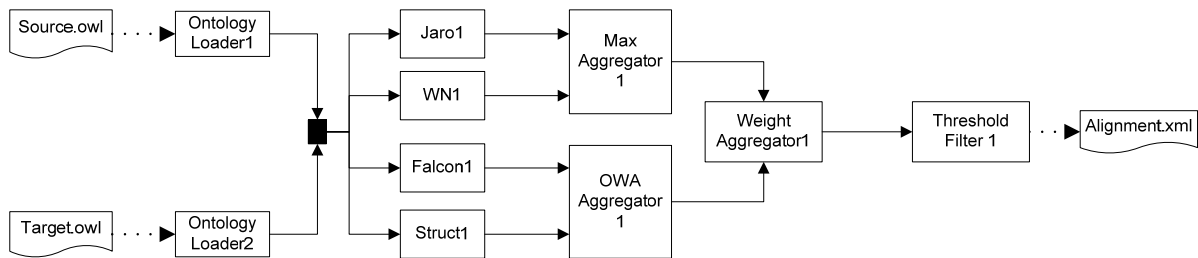 Source.owl
Ontology
Loader1
Jaro1
Max
Aggregator
1
WN1
Weight
Aggregator1
Threshold
Filter 1
Alignment.xml
Falcon1
OWA
Aggregator
1
Target.owl
Ontology
Loader2
Struct1